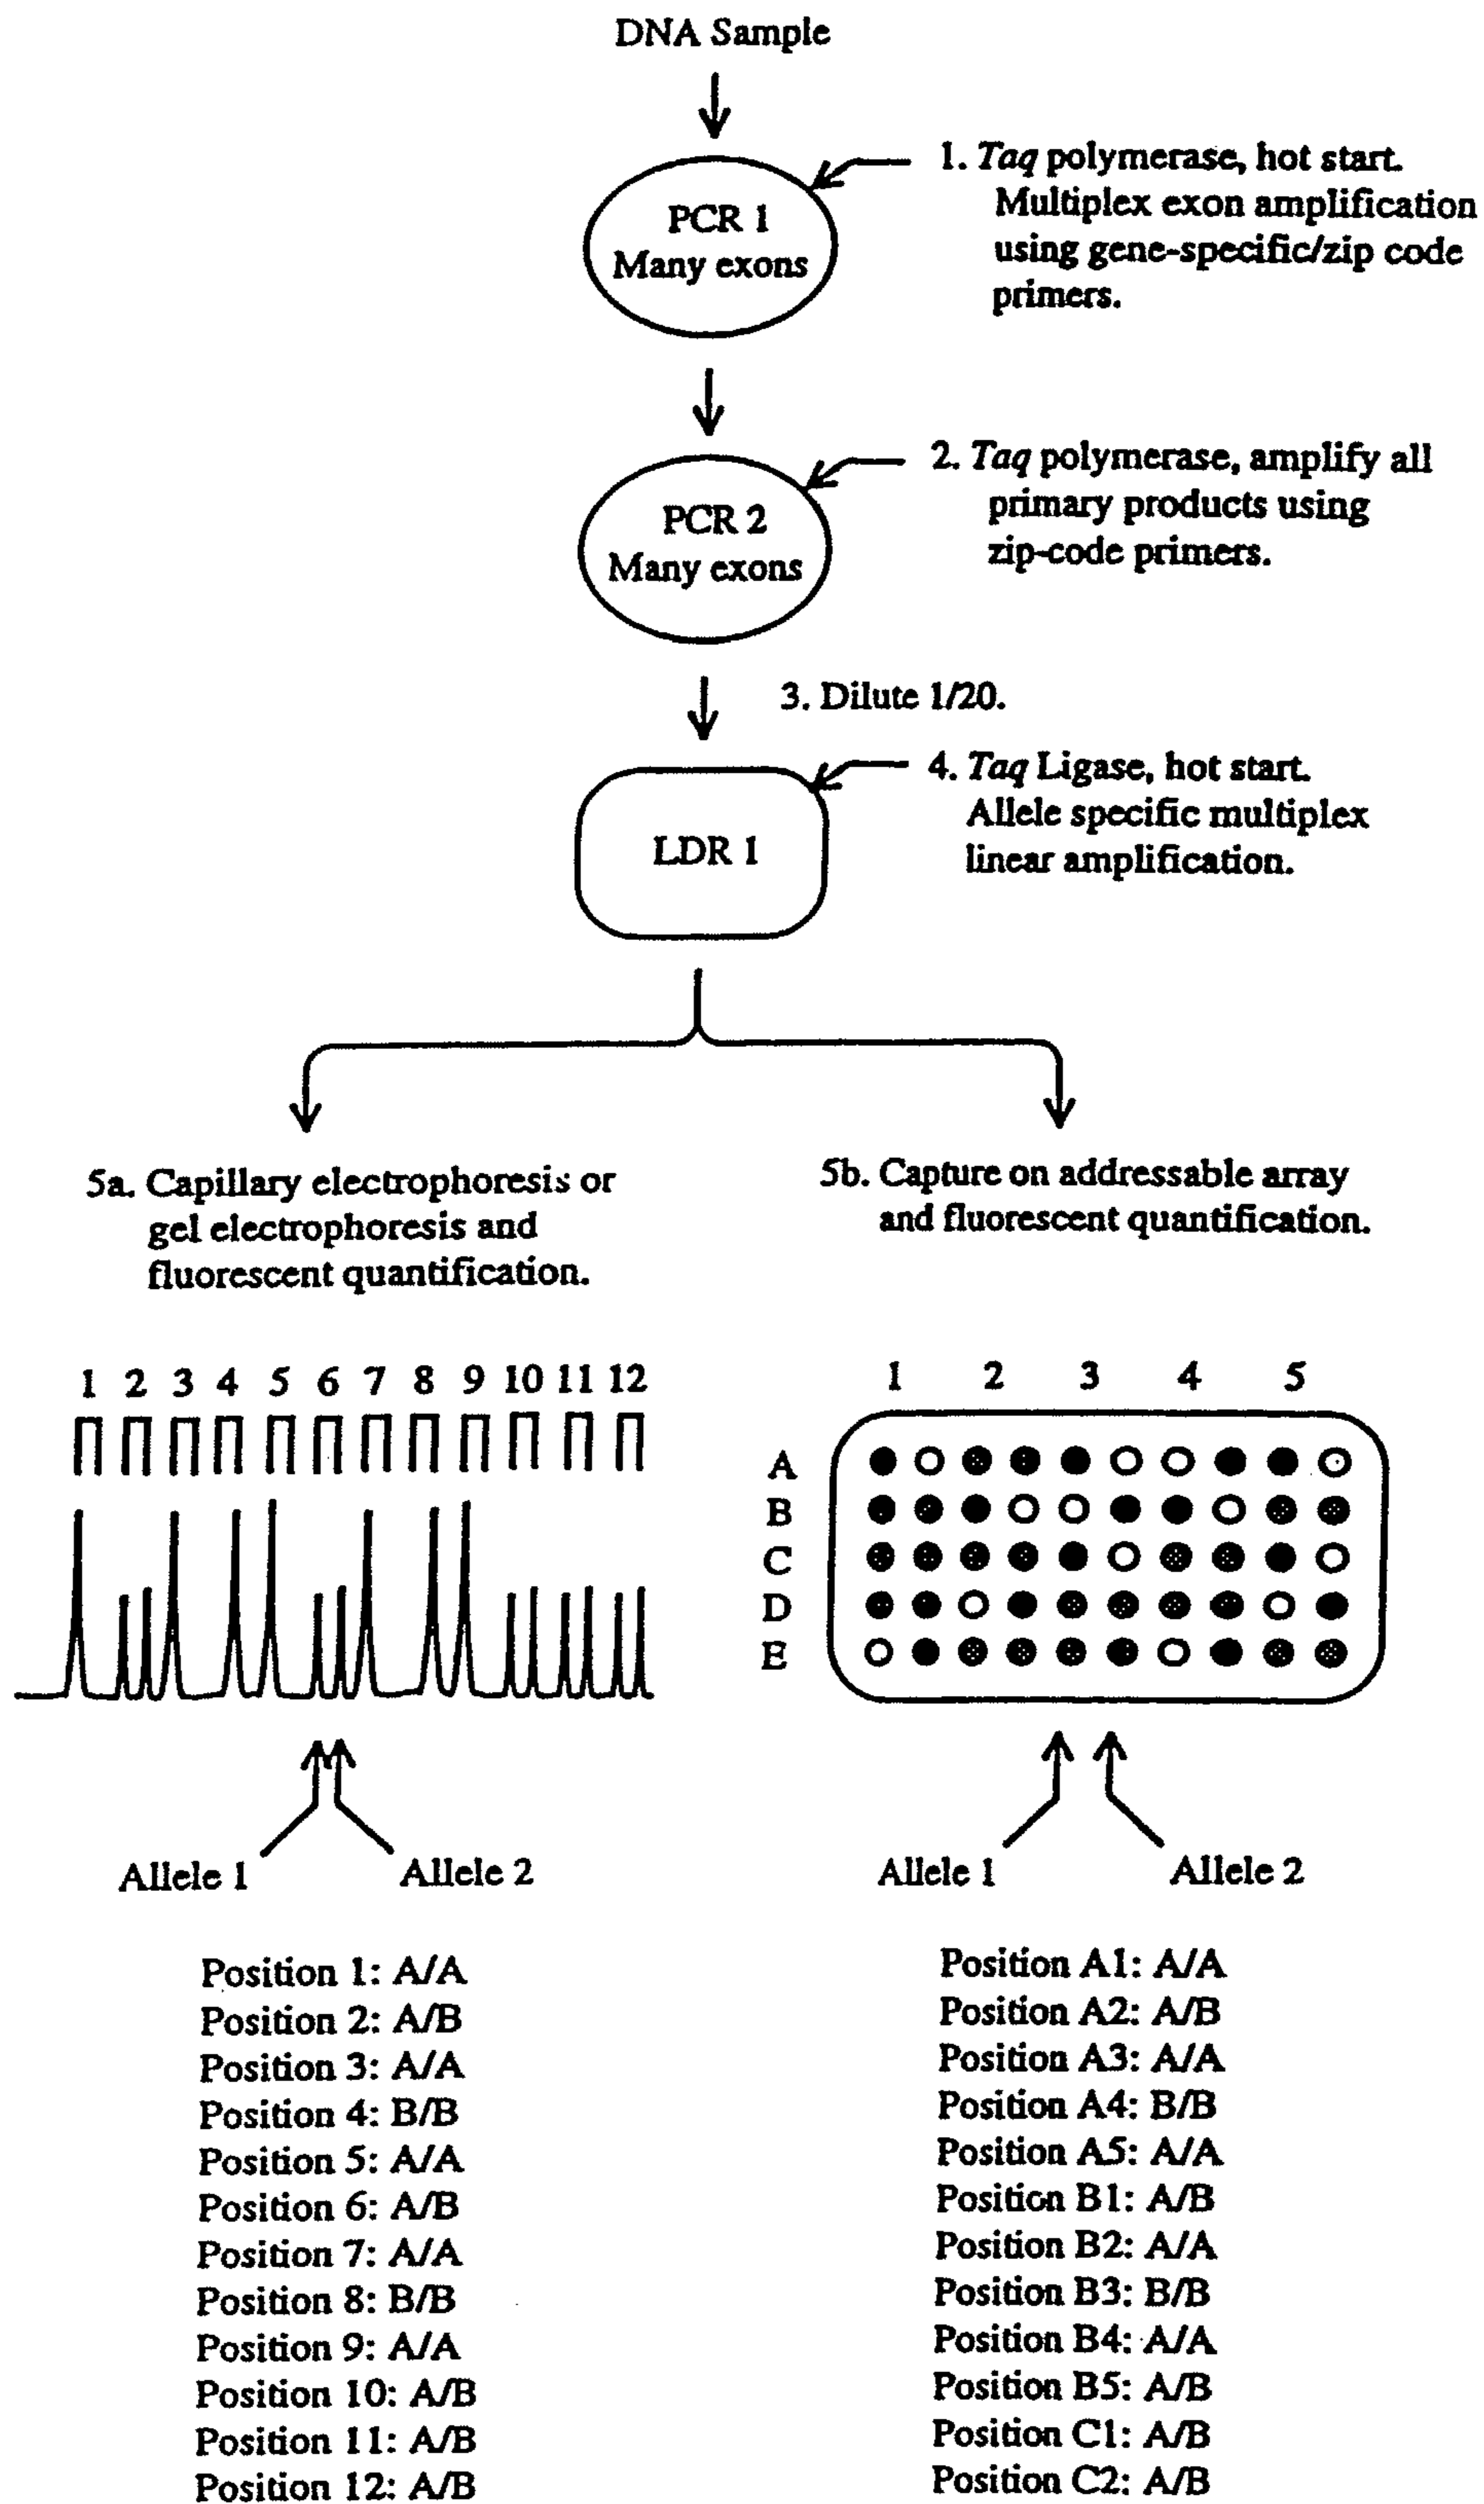 DNA Sample
PCR 1
Many exons
1. Taq polymerase, hot start.
Multiplex exon amplification
using gene-specific/zip code
primers.
PCR 2
Many exons
2. Taq polymerase, amplify all
primary products using
zip-code primers.
3. Dilute 1/20.
LDR 1
4. Taq Ligase, hot start.
Allele specific multiplex
linear amplification.
5a. Capillary electrophoresis or
gel electrophoresis and
fluorescent quantification.
5b. Capture on addressable array
and fluorescent quantification.
1 2 3 4 5 6 7 8 9 10 11 12
1 2 3 4 5
A
B
C
D
E
Allele 1
Allele 2
Allele 1
Allele 2
Position 1: A/A
Position 2: A/B
Position 3: A/A
Position 4: B/B
Position 5: A/A
Position 6: A/B
Position 7: A/A
Position 8: B/B
Position 9: A/A
Position 10: A/B
Position 11: A/B
Position 12: A/B
Position A1: A/A
Position A2: A/B
Position A3: A/A
Position A4: B/B
Position A5: A/A
Position B1: A/B
Position B2: A/A
Position B3: B/B
Position B4: A/A
Position B5: A/B
Position C1: A/B
Position C2: A/B